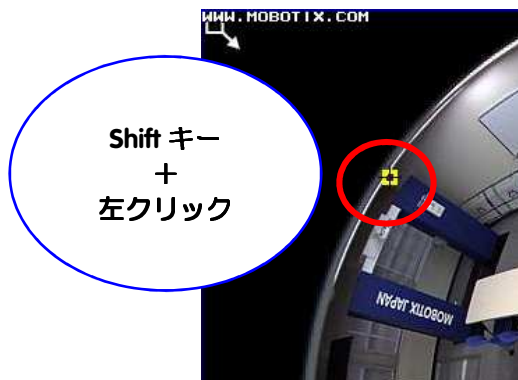 WWW.MOBOTIX.COM
Shift キー
+
左クリック
MOBOTIX JAPAN